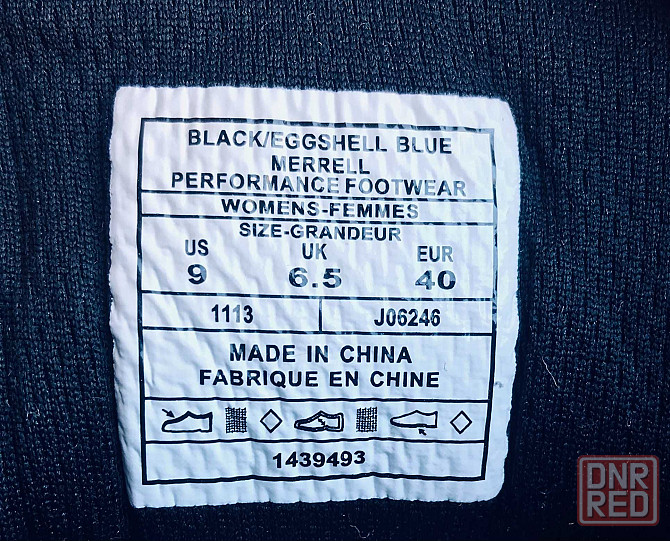 BLACK/EGGSHELL BLUE
MERRELL
PERFORMANCE FOOTWEAR
WOMENS-FEMMES
SIZE-GRANDEUR
US UK EUR
9 6.5 40
1113 J06246
MADE IN CHINA
FABRIQUE EN CHINE
1439493
DNR
RED